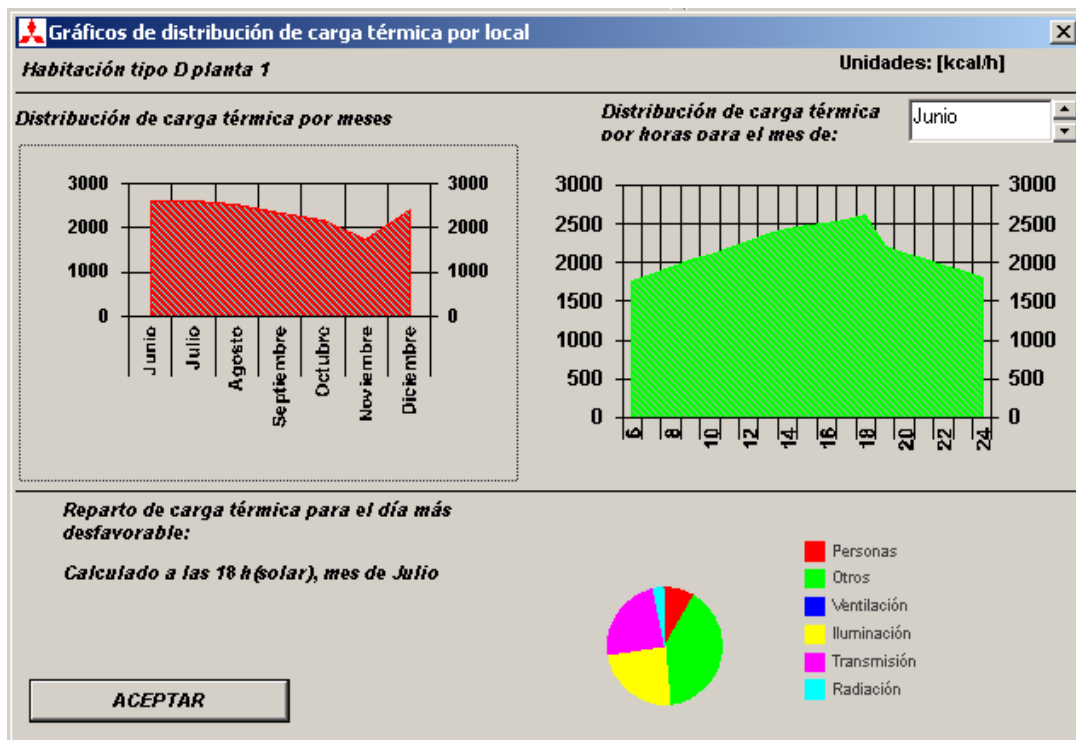 Gráficos de distribución de carga térmica por local
Habitación tipo D planta 1
Unidades: [kcal/h]
Distribución de carga térmica por meses
3000
2000
1000
0
3000
2000
1000
0
Junio
Julio
Agosto
Septiembre
Octubre
Noviembre
Diciembre
Distribución de carga térmica
por horas para el mes de:
Junio
3000
2500
2000
1500
1000
500
0
3000
2500
2000
1500
1000
500
0
6
8
10
12
14
16
18
20
22
24
Reparto de carga térmica para el día más
desfavorable:
Calculado a las 18 h(solar), mes de Julio
Personas
Otros
Ventilación
Iluminación
Transmisión
Radiación
ACEPTAR